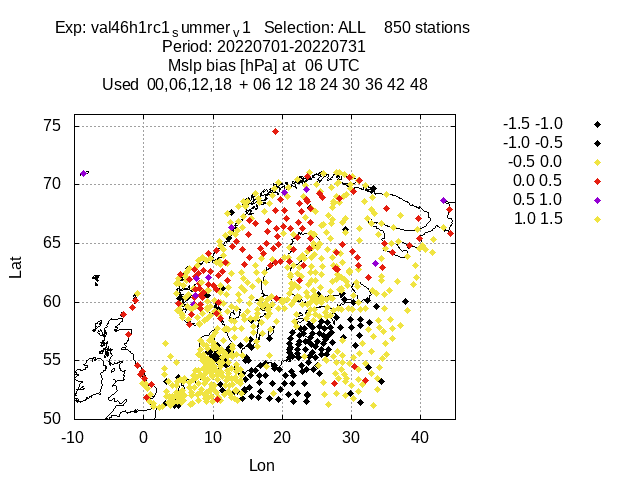 Exp: val46h1rc1summerv1 Selection: ALL 850 stations
Period: 20220701-20220731
Mslp bias [hPa] at 06 UTC
Used 00,06,12,18 + 06 12 18 24 30 36 42 48
75
70
65
60
55
50
Lat
-10 0 10 20 30 40
Lon
-1.5 -1.0
-1.0 -0.5
-0.5 0.0
0.0 0.5
0.5 1.0
1.0 1.5